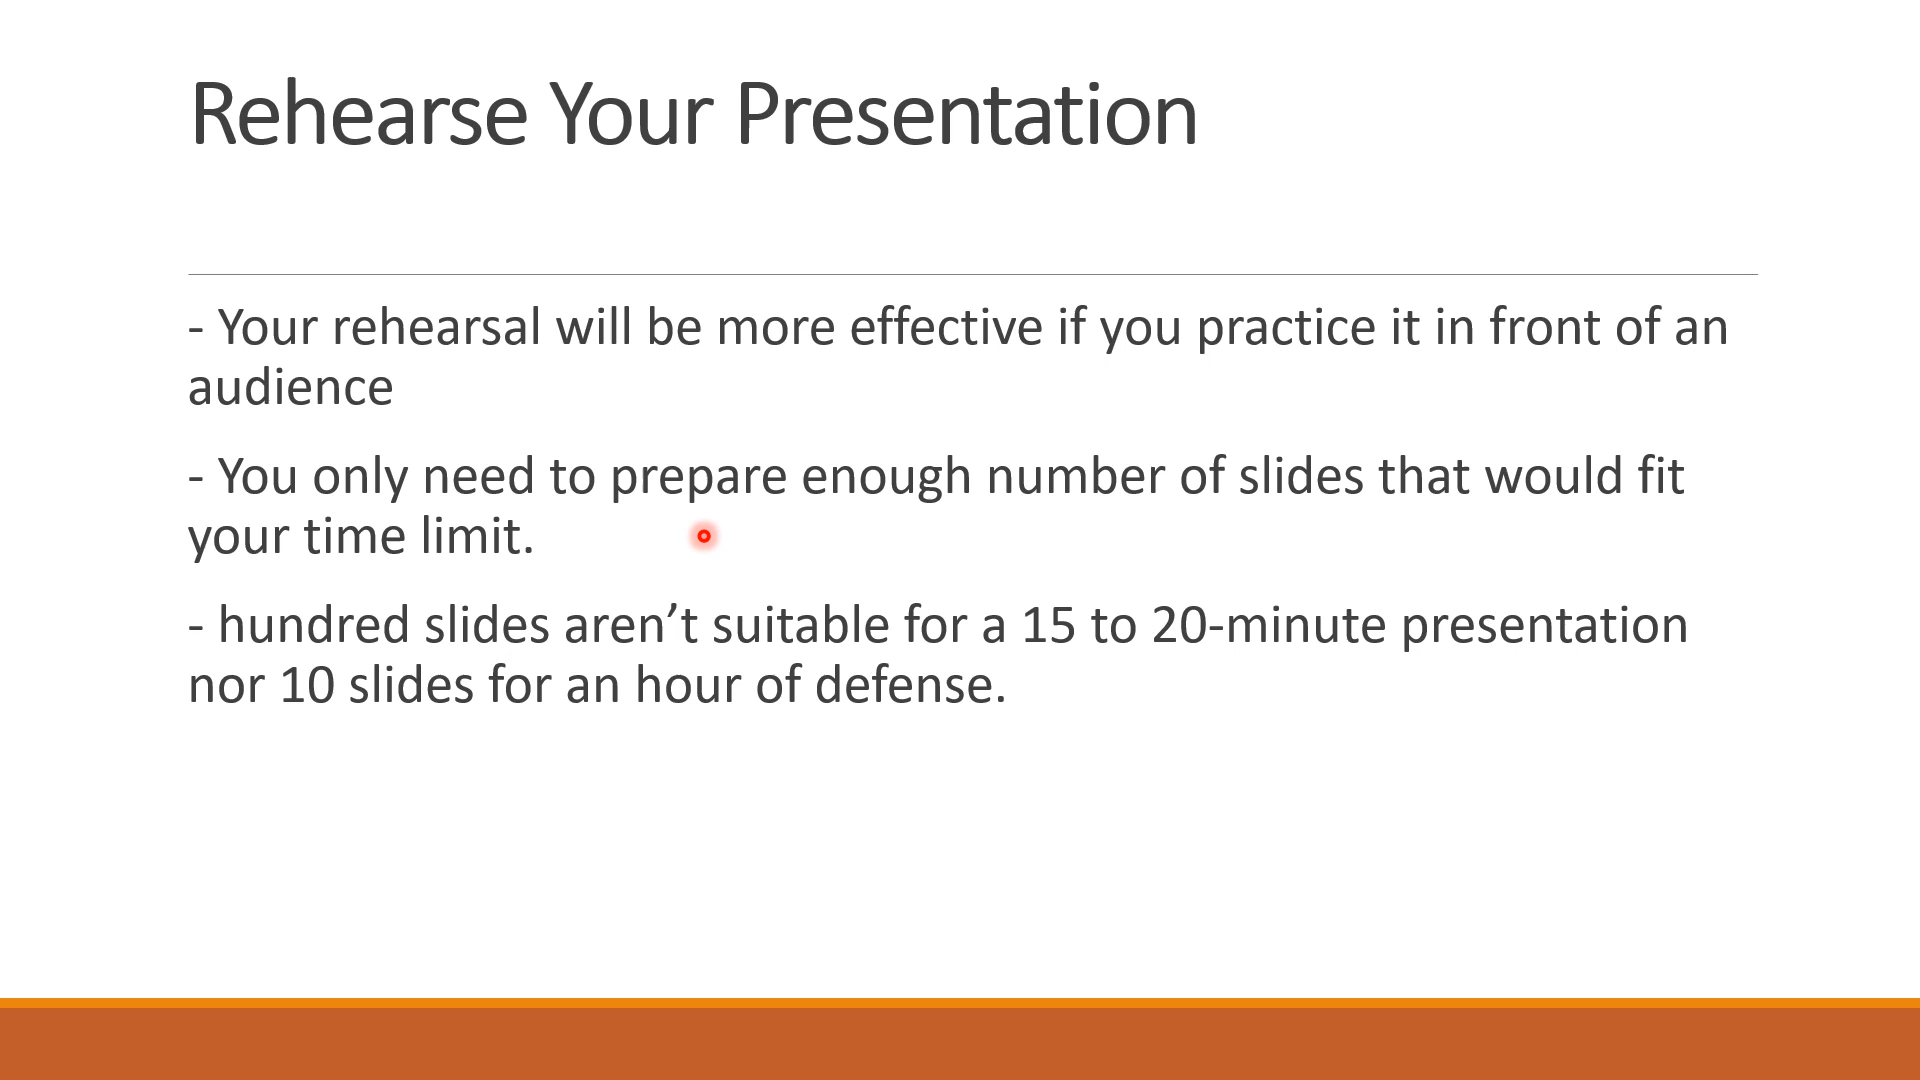 Rehearse Your Presentation
- Your rehearsal will be more effective if you practice it in front of an
audience
- You only need to prepare enough number of slides that would fit
your time limit.
- hundred slides aren’t suitable for a 15 to 20-minute presentation
nor 10 slides for an hour of defense.